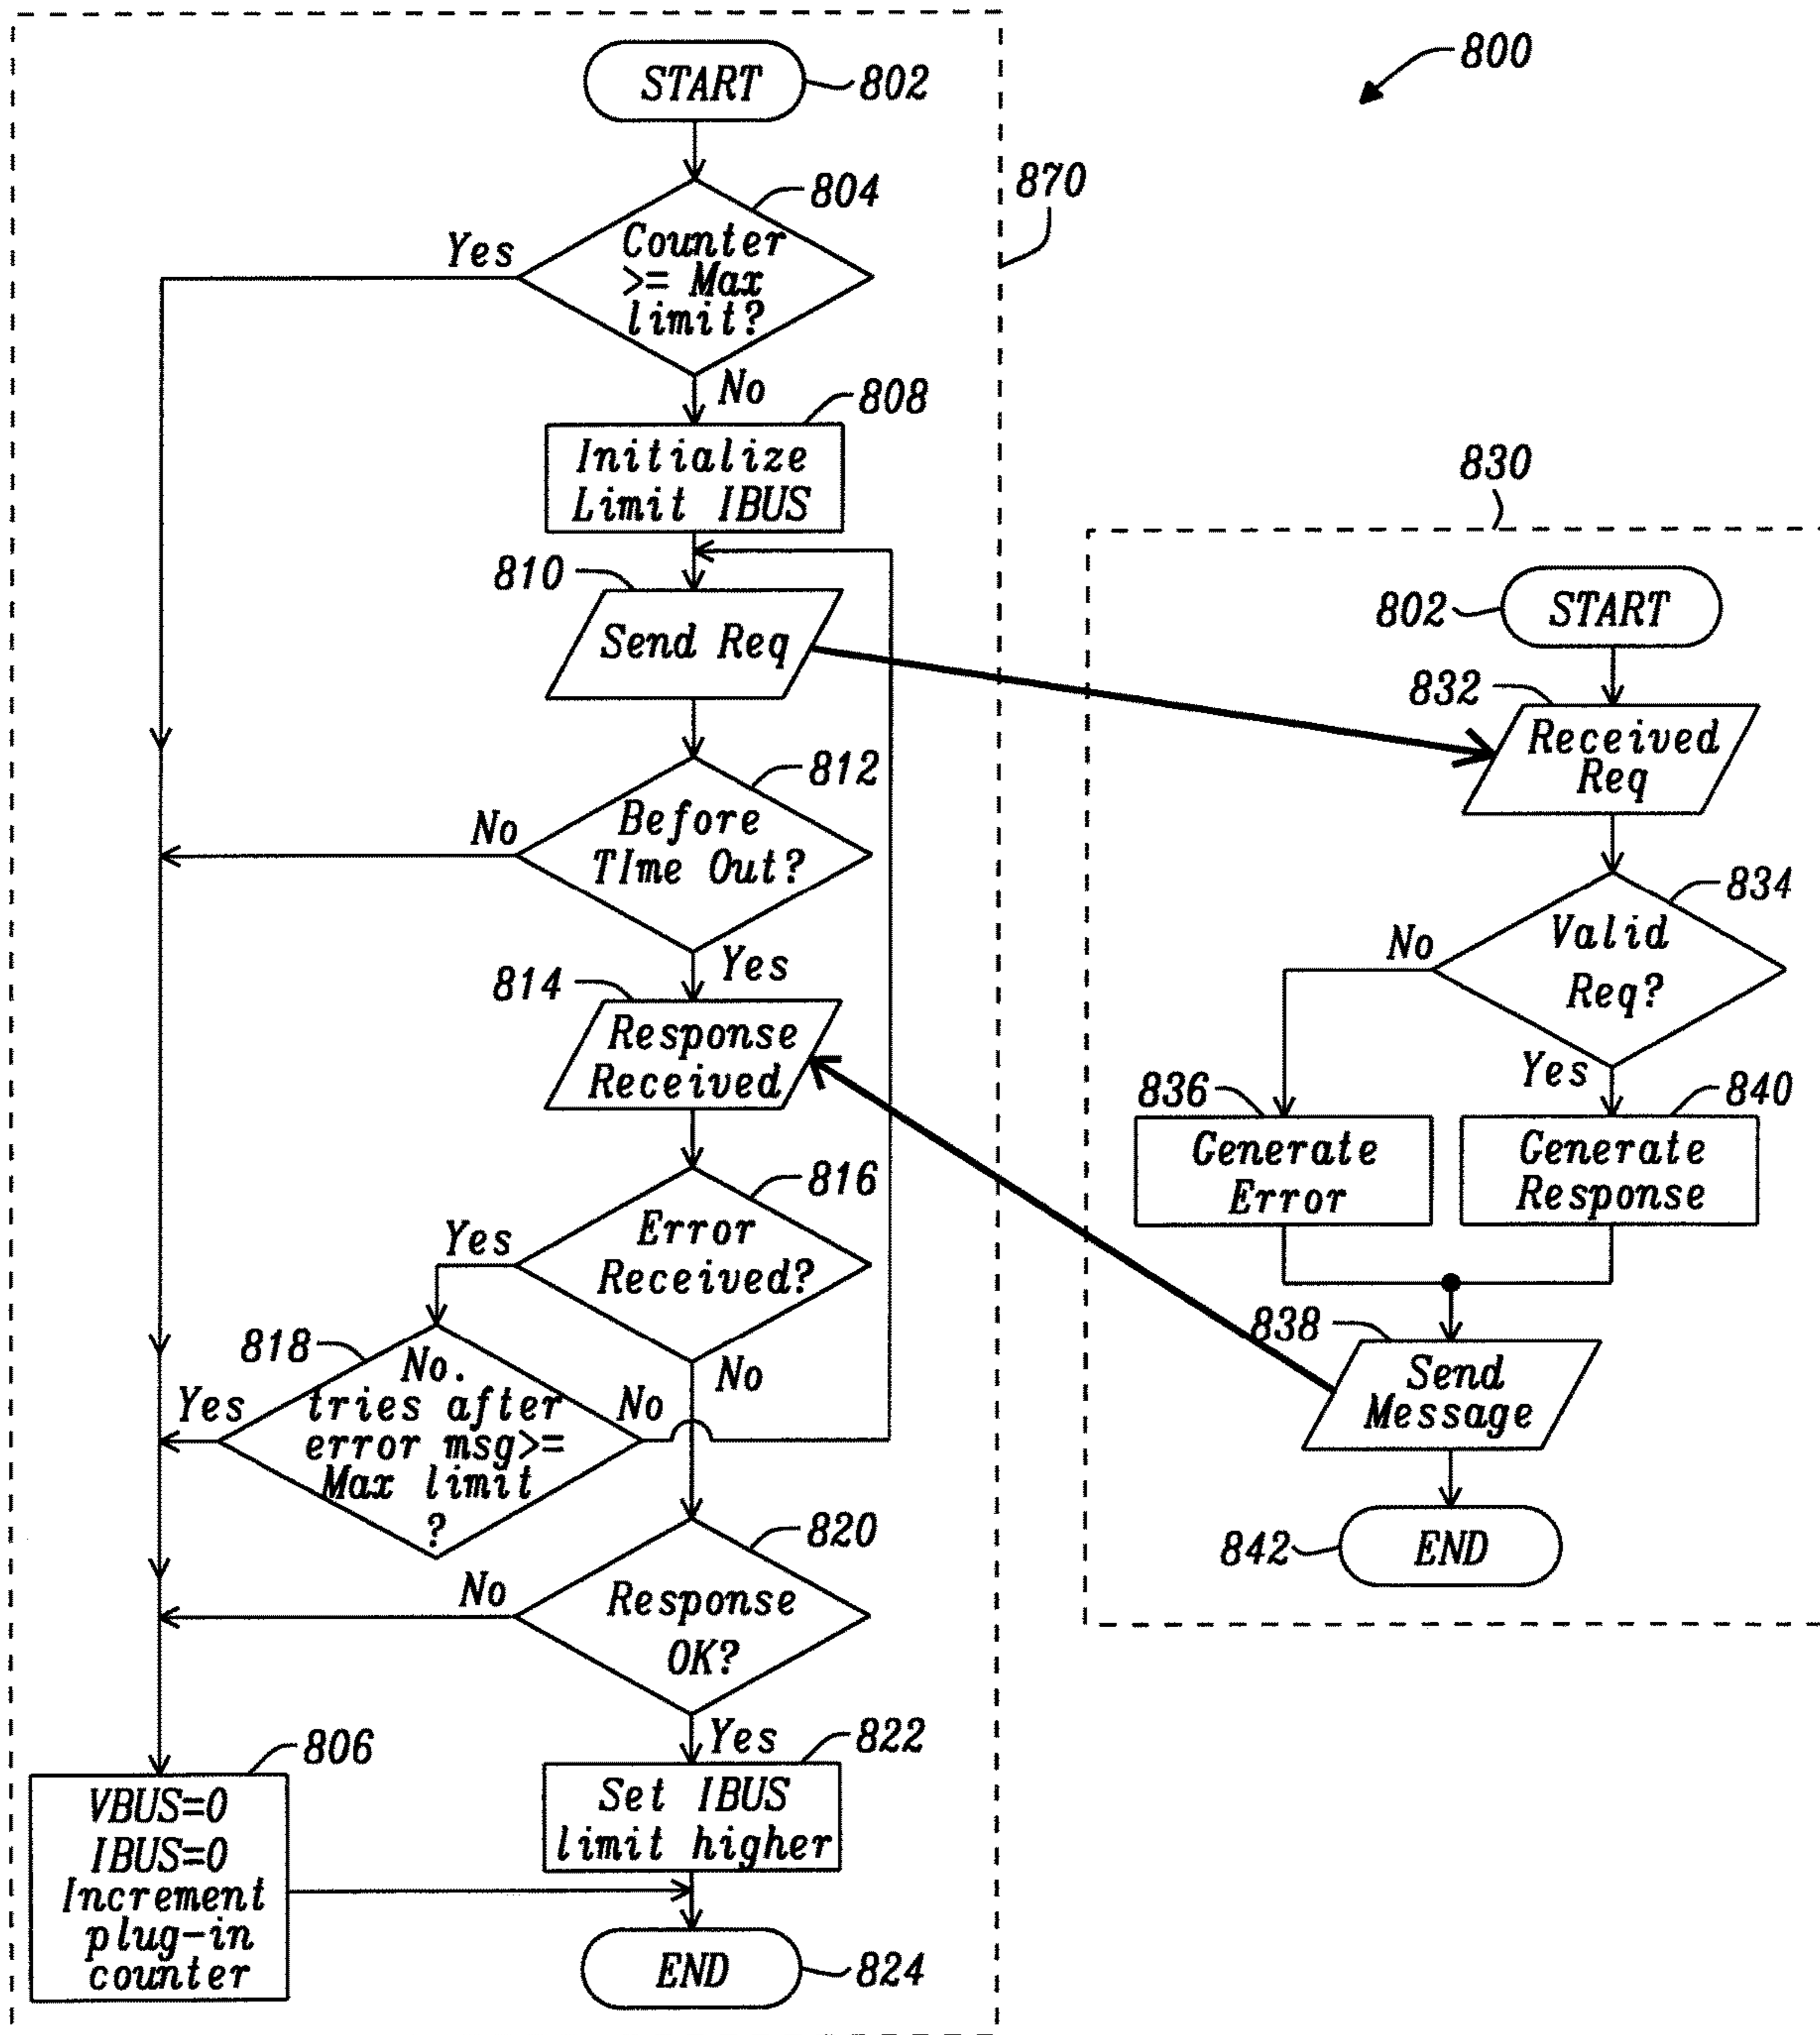 800
START
802
870
804
Counter
>= Max
limit?
Yes
No
808
Initialize
Limit IBUS
810
Send Req
812
Before
TIme Out?
No
Yes
814
Response
Received
816
Error
Received?
Yes
No
818
No.
tries after
error msg>=
Max limit
?
Yes
No
820
Response
OK?
No
Yes
822
Set IBUS
limit higher
806
VBUS=0
IBUS=0
Increment
plug-in
counter
END
824
830
802
START
832
Received
Req
834
Valid
Req?
No
Yes
836
Generate
Error
840
Generate
Response
838
Send
Message
842
END